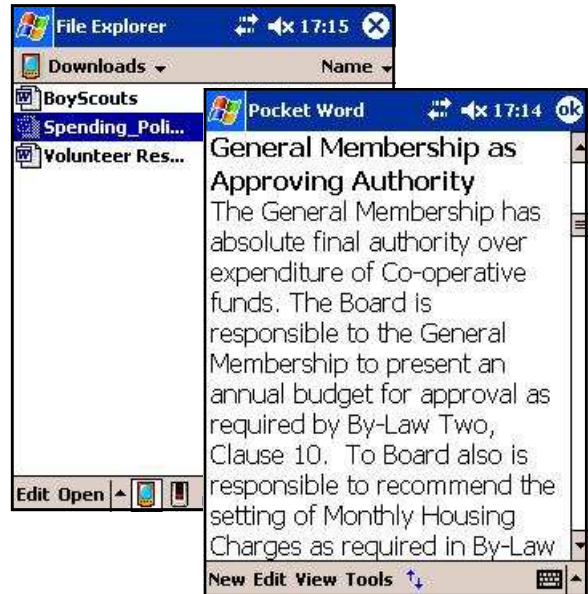 File Explorer 17:15
Downloads Name
BoyScouts
Spending_Poli...
Volunteer Res...
Edit Open
Pocket Word 17:14 ok
General Membership as
Approving Authority
The General Membership has
absolute final authority over
expenditure of Co-operative
funds. The Board is
responsible to the General
Membership to present an
annual budget for approval as
required by By-Law Two,
Clause 10. To Board also is
responsible to recommend the
setting of Monthly Housing
Charges as required in By-Law
New Edit View Tools